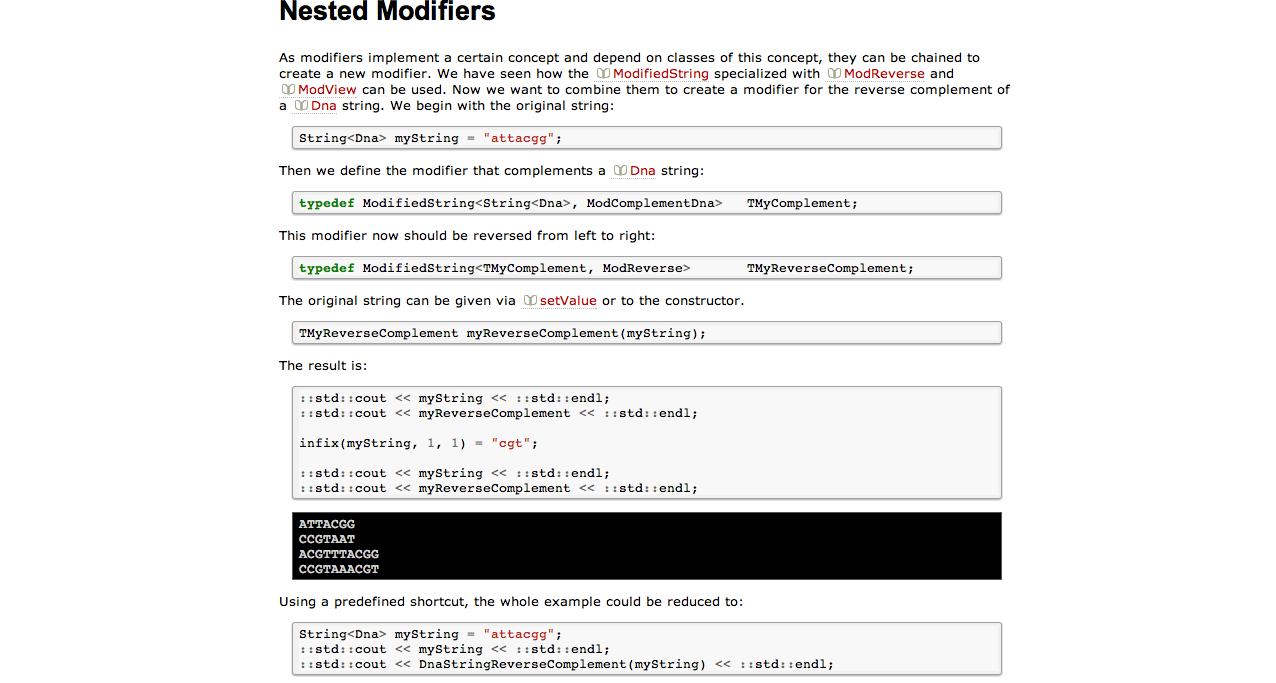 Nested Modifiers
As modifiers implement a certain concept and depend on classes of this concept, they can be chained to
create a new modifier. We have seen how the ModifiedString specialized with ModReverse and
ModView can be used. Now we want to combine them to create a modifier for the reverse complement of
a Dna string. We begin with the original string:
String<Dna> myString = "attacgg";
Then we define the modifier that complements a Dna string:
typedef ModifiedString<String<Dna>, ModComplementDna>   TMyComplement;
This modifier now should be reversed from left to right:
typedef ModifiedString<TMyComplement, ModReverse>       TMyReverseComplement;
The original string can be given via setValue or to the constructor.
TMyReverseComplement myReverseComplement(myString);
The result is:
::std::cout << myString << ::std::endl;
::std::cout << myReverseComplement << ::std::endl;
infix(myString, 1, 1) = "cgt";
::std::cout << myString << ::std::endl;
::std::cout << myReverseComplement << ::std::endl;
ATTACGG
CCGTAAT
ACGTTTACGG
CCGTAAACGT
Using a predefined shortcut, the whole example could be reduced to:
String<Dna> myString = "attacgg";
::std::cout << myString << ::std::endl;
::std::cout << DnaStringReverseComplement(myString) << ::std::endl;